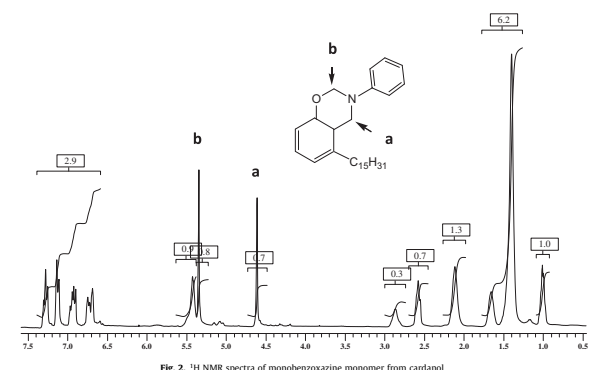 6.2
b
O
N
a
C15H31
2.9
b
a
0.9
0.8
0.7
0.3
0.7
1.3
1.0
7.5 7.0 6.5 6.0 5.5 5.0 4.5 4.0 3.5 3.0 2.5 2.0 1.5 1.0 0.5
Fig. 2. ¹H NMR spectra of monobenzoxazine monomer from cardanol.